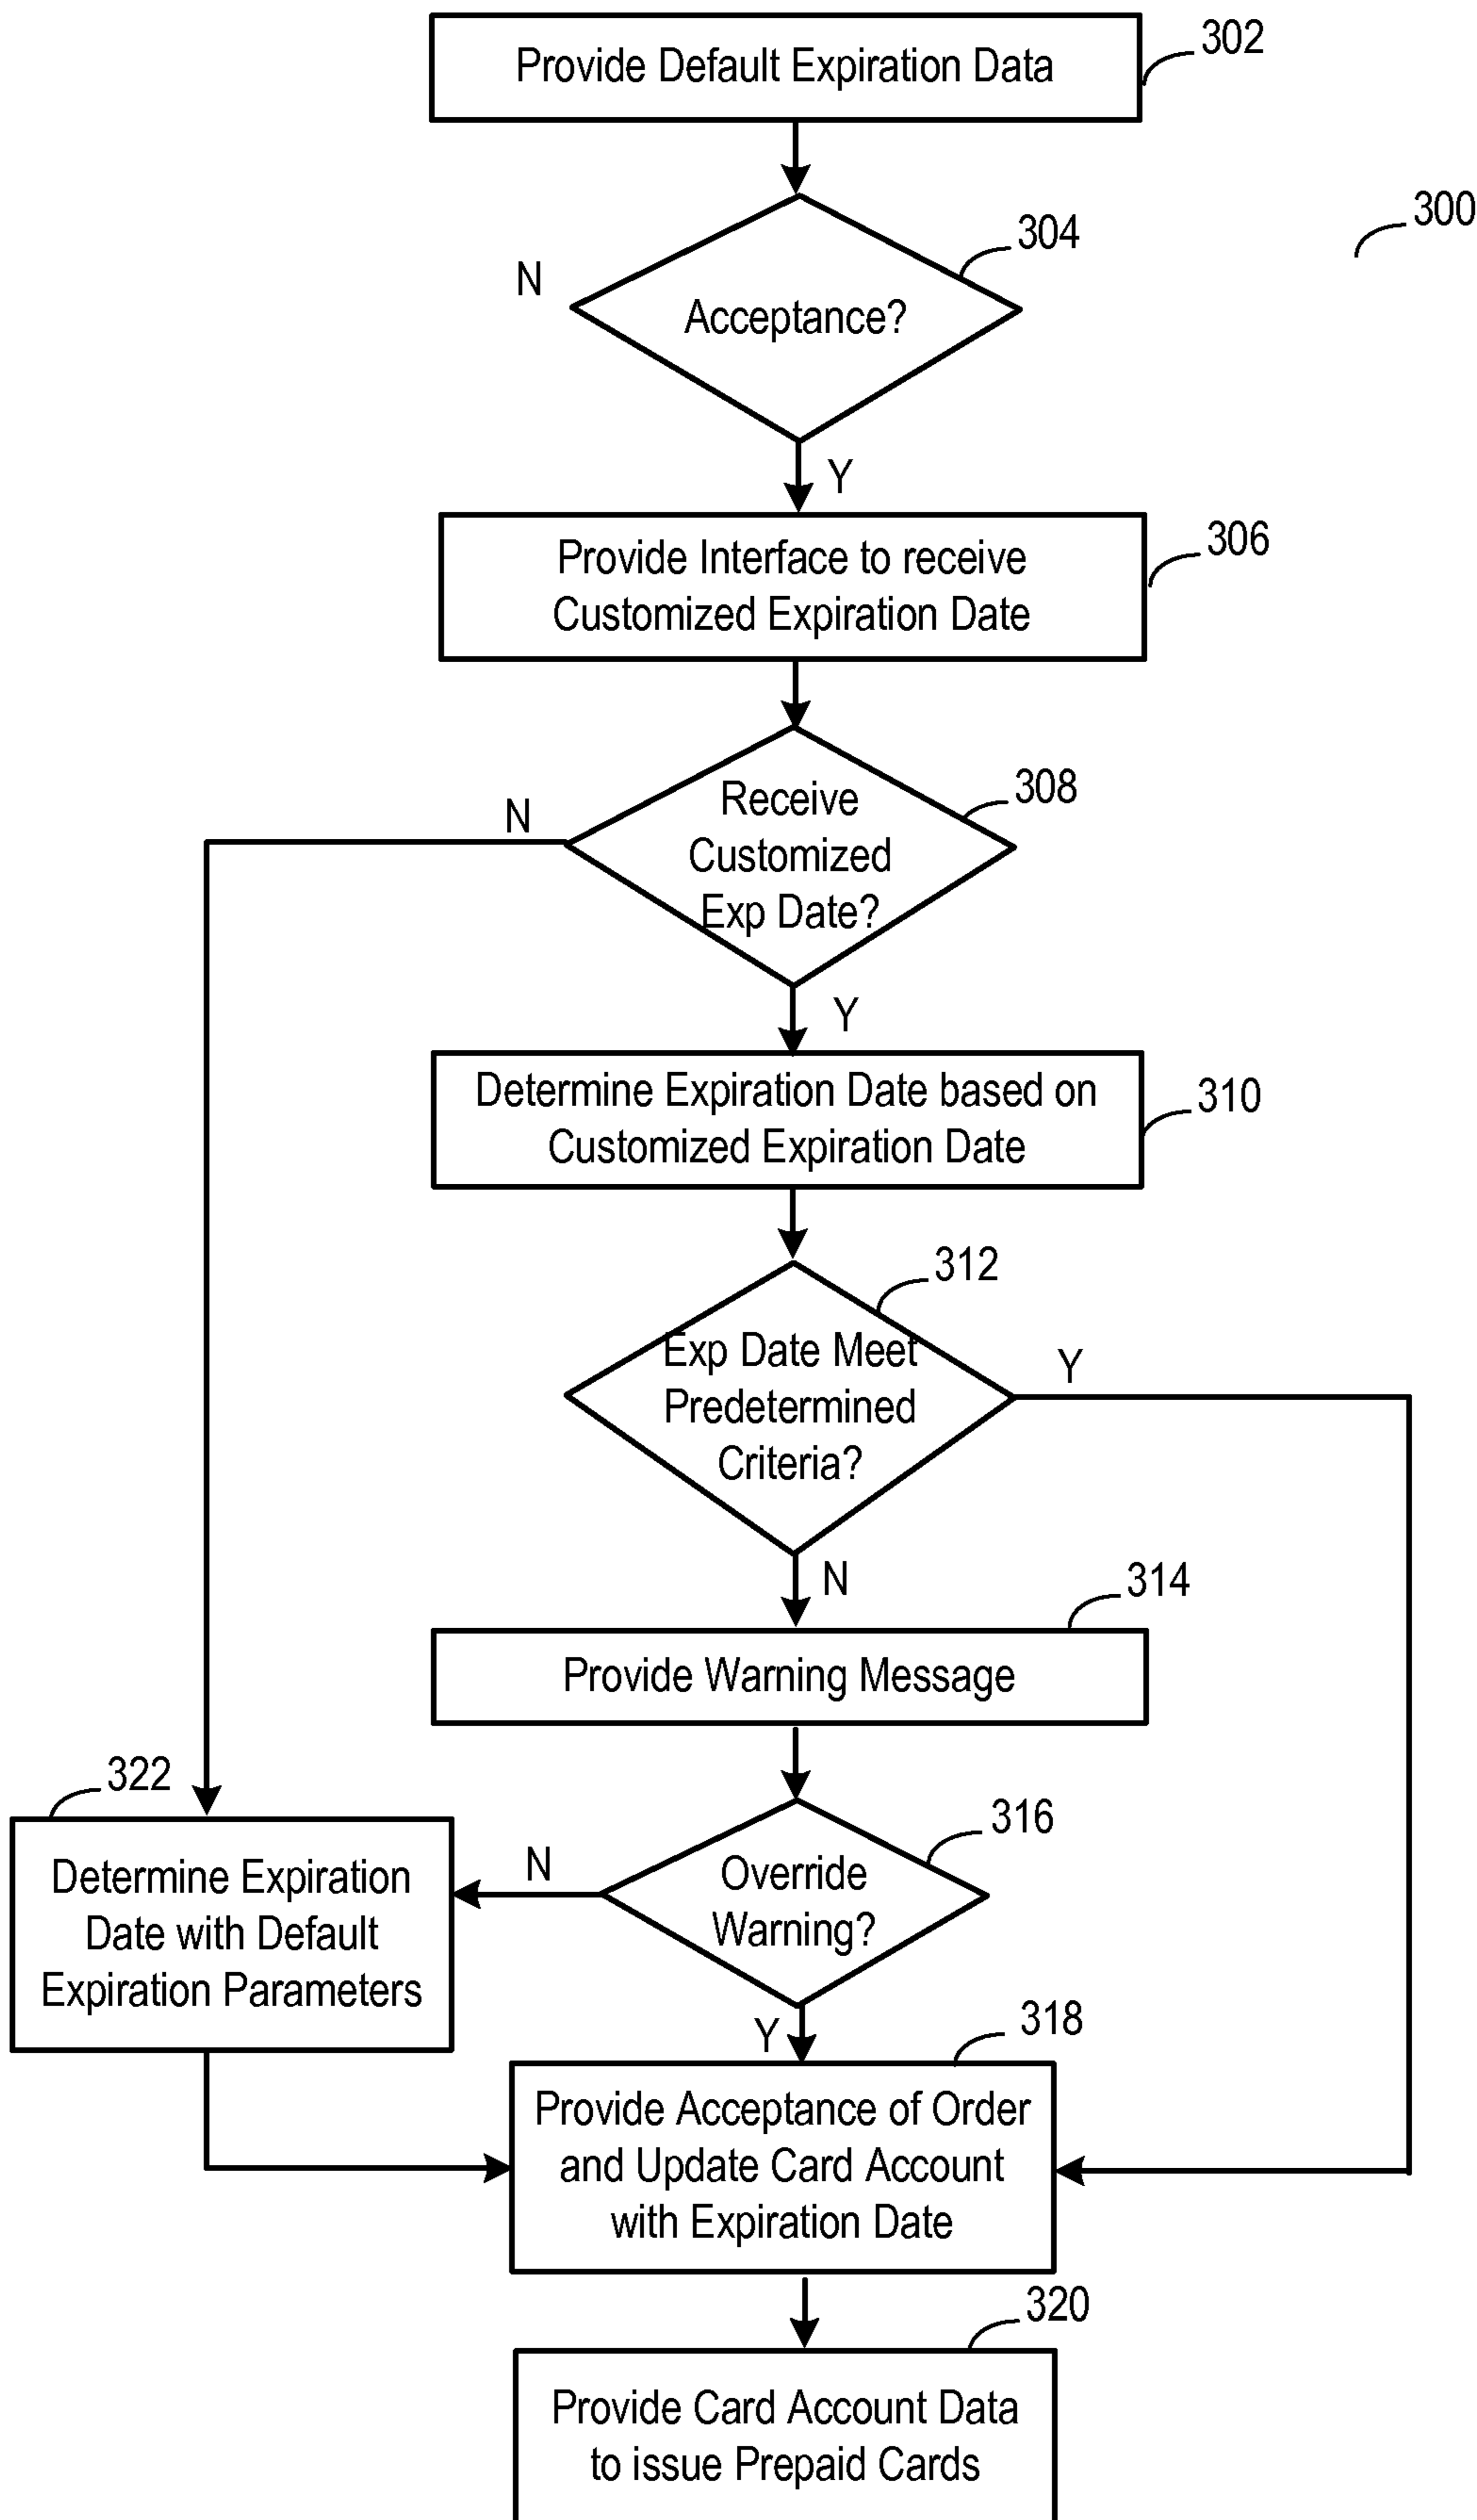 Provide Default Expiration Data
302
300
304
N
Acceptance?
Y
306
Provide Interface to receive
Customized Expiration Date
308
N
Receive
Customized
Exp Date?
Y
310
Determine Expiration Date based on
Customized Expiration Date
312
Exp Date Meet
Predetermined
Criteria?
Y
N
314
Provide Warning Message
322
316
Determine Expiration
Date with Default
Expiration Parameters
N
Override
Warning?
Y
318
Provide Acceptance of Order
and Update Card Account
with Expiration Date
320
Provide Card Account Data
to issue Prepaid Cards